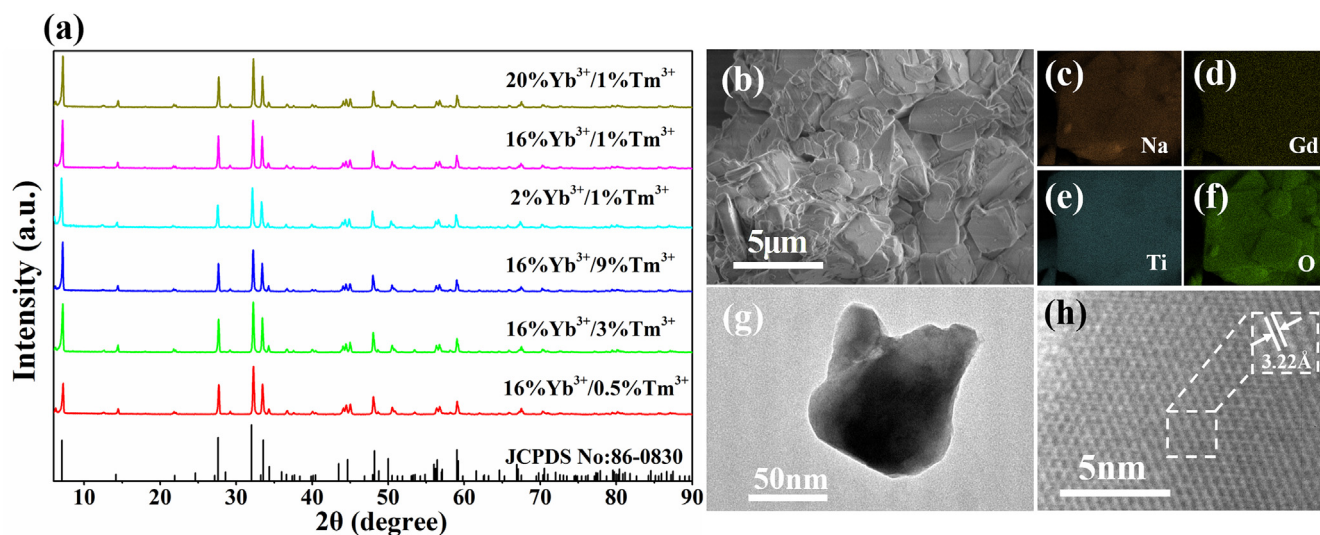 (a)
Intensity (a.u.)
20%Yb³⁺/1%Tm³⁺
16%Yb³⁺/1%Tm³⁺
2%Yb³⁺/1%Tm³⁺
16%Yb³⁺/9%Tm³⁺
16%Yb³⁺/3%Tm³⁺
16%Yb³⁺/0.5%Tm³⁺
JCPDS No:86-0830
10 20 30 40 50 60 70 80 90
2θ (degree)
(b)
5μm
(c)
Na
(d)
Gd
(e)
Ti
(f)
O
(g)
50nm
(h)
3.22Å
5nm